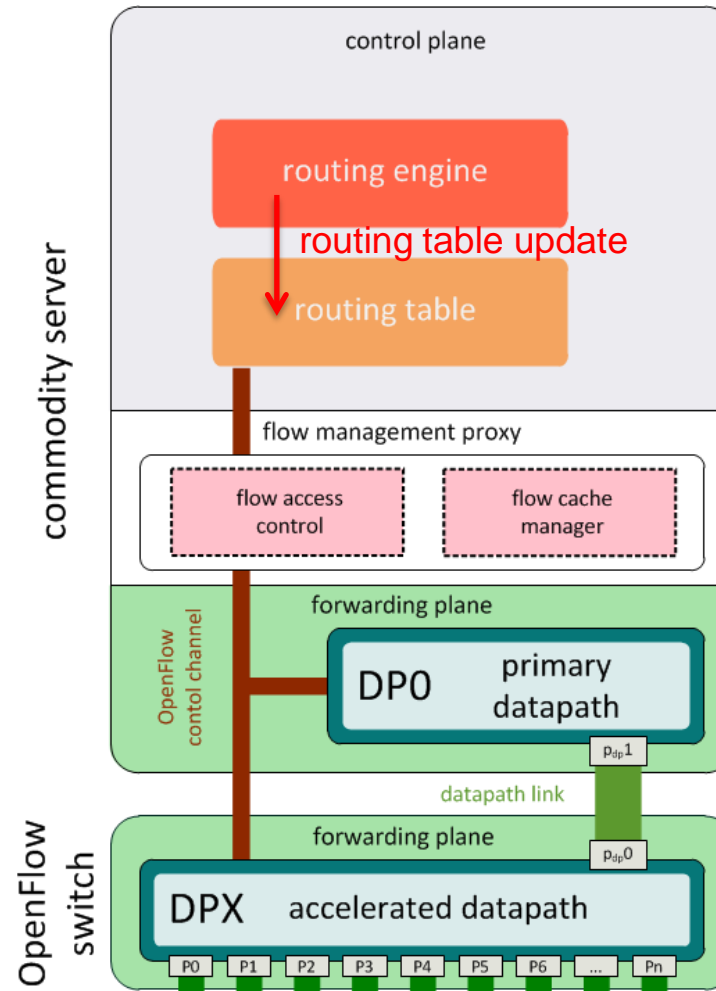 control plane
routing engine
routing table update
routing table
commodity server
flow management proxy
flow access
control
flow cache
manager
forwarding plane
OpenFlow
contol channel
DP0
primary
datapath
pdp1
datapath link
OpenFlow
switch
forwarding plane
pdp0
DPX accelerated datapath
P0 P1 P2 P3 P4 P5 P6 ... Pn